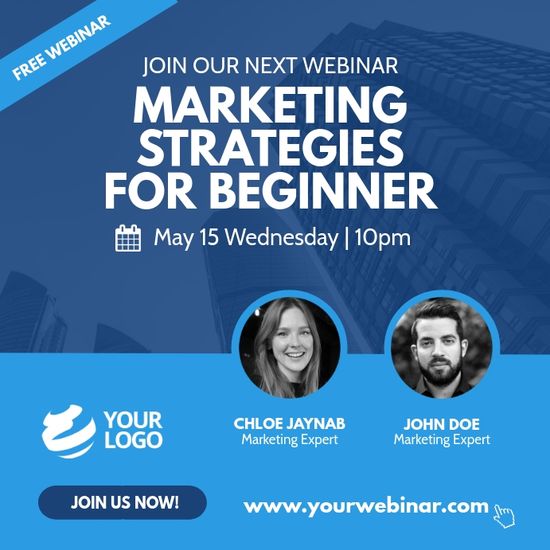 FREE WEBINAR
JOIN OUR NEXT WEBINAR
MARKETING
STRATEGIES
FOR BEGINNER
May 15 Wednesday | 10pm
CHLOE JAYNAB
Marketing Expert
JOHN DOE
Marketing Expert
YOUR
LOGO
JOIN US NOW!
www.yourwebinar.com